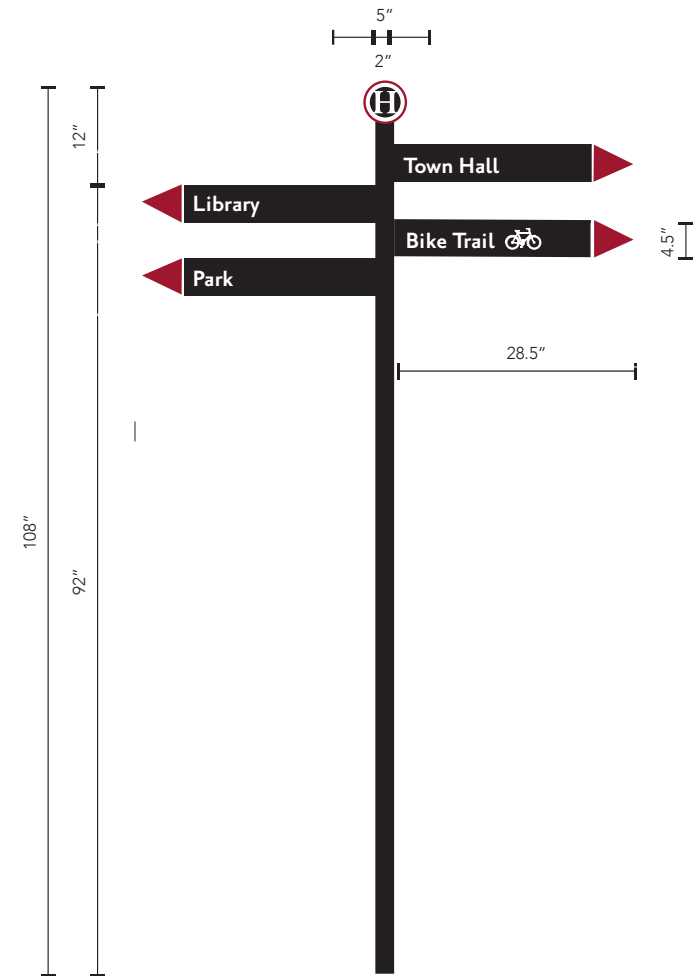 5"
2"
H
12"
Town Hall
Library
Bike Trail
4.5"
Park
28.5"
108"
92"